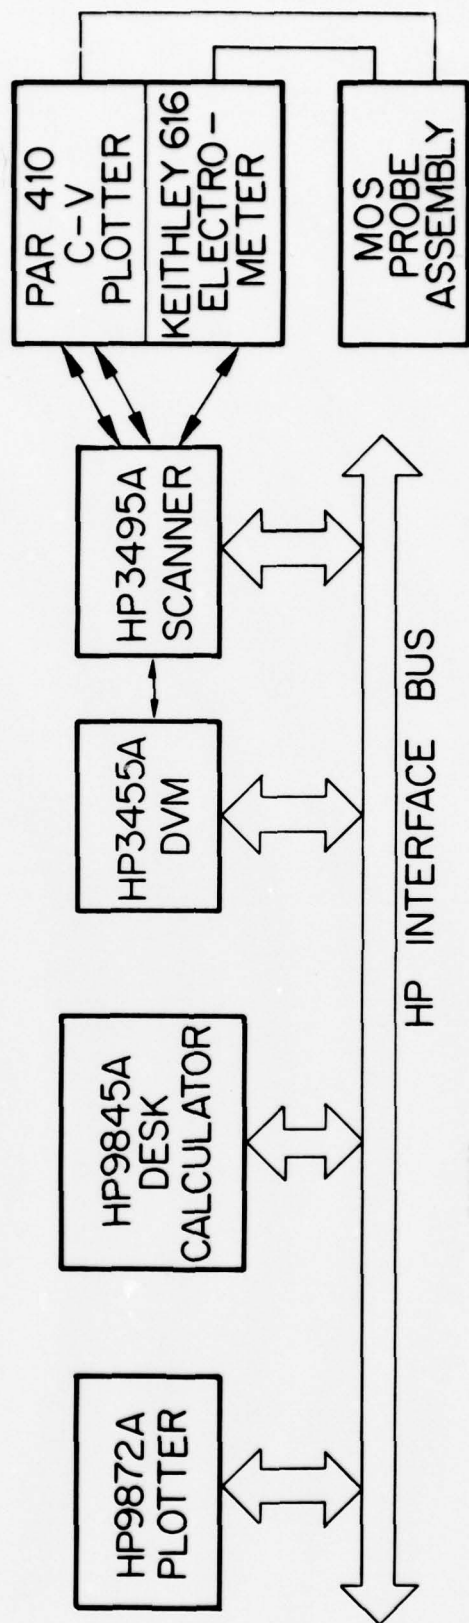 HP9872A
PLOTTER
HP9845A
DESK
CALCULATOR
HP3455A
DVM
HP3495A
SCANNER
PAR 410
C-V
PLOTTER
KEITHLEY 616
ELECTRO-
METER
MOS
PROBE
ASSEMBLY
HP INTERFACE BUS